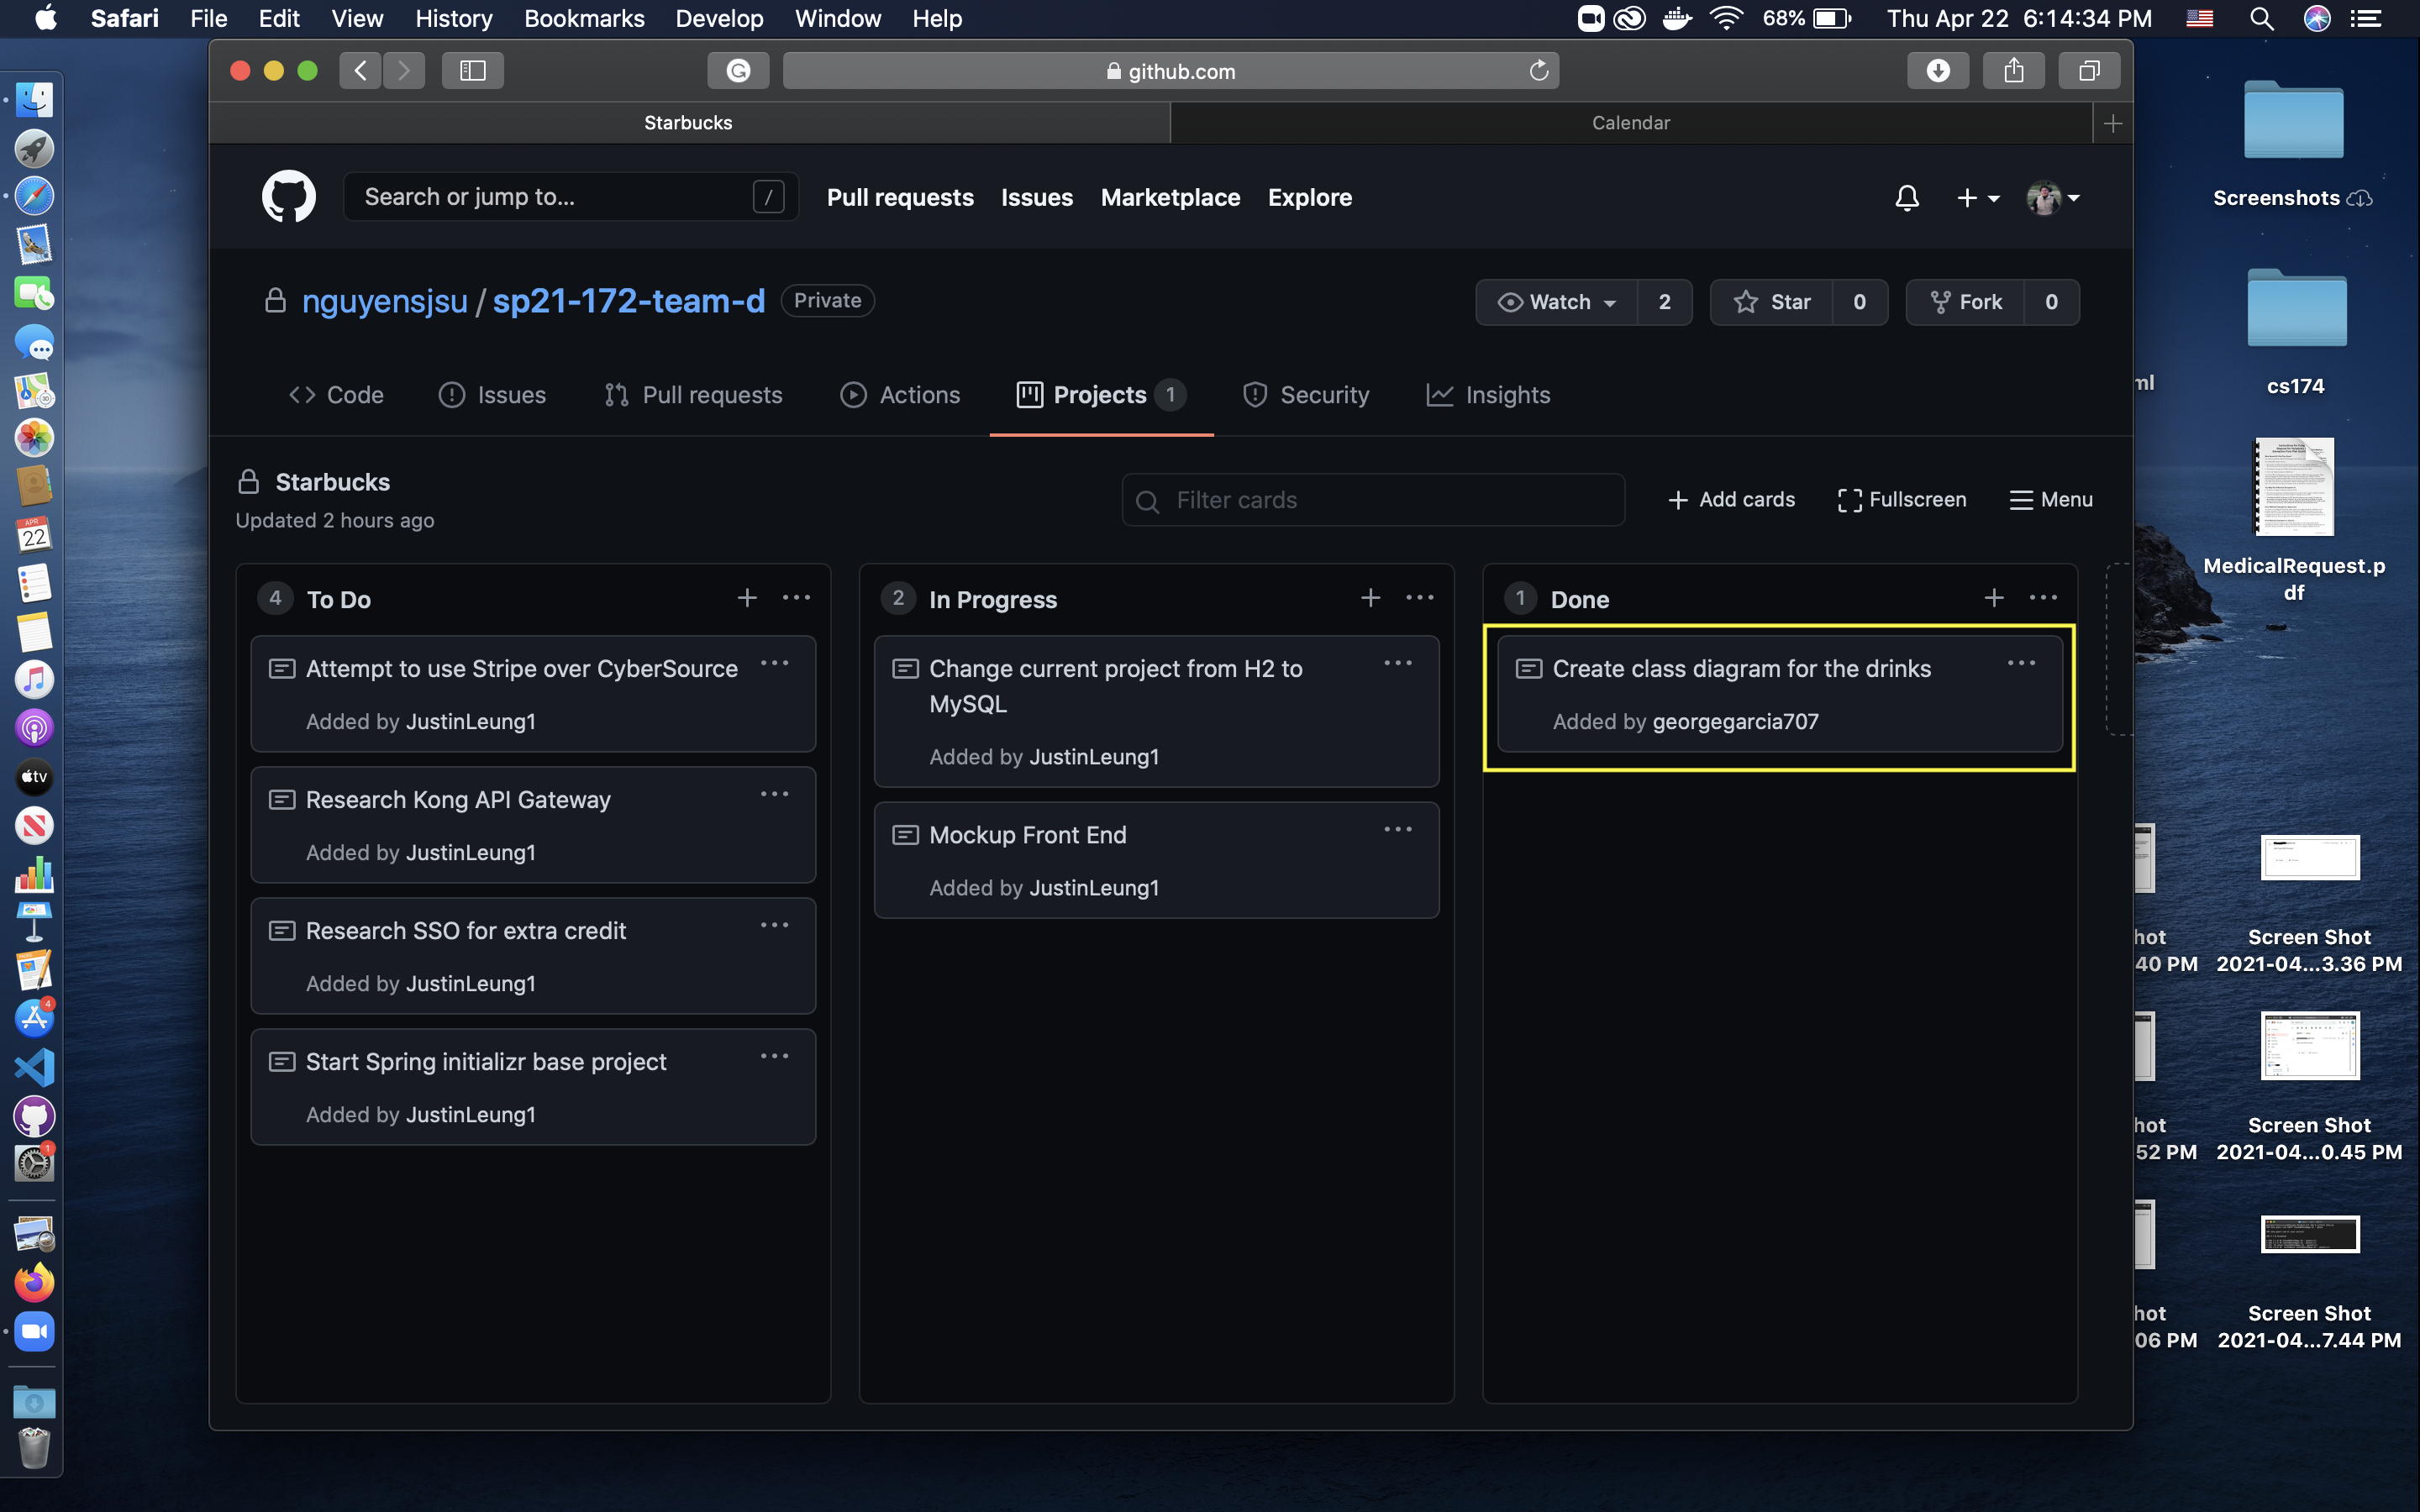 Safari File Edit View History Bookmarks Develop Window Help 68% Thu Apr 22 6:14:34 PM
github.com
Starbucks Calendar
Search or jump to... / Pull requests Issues Marketplace Explore
nguyensjsu / sp21-172-team-d Private Watch 2 Star 0 Fork 0
Code Issues Pull requests Actions Projects 1 Security Insights
Starbucks
Updated 2 hours ago
Filter cards + Add cards Fullscreen Menu
4 To Do
Attempt to use Stripe over CyberSource
Added by JustinLeung1
Research Kong API Gateway
Added by JustinLeung1
Research SSO for extra credit
Added by JustinLeung1
Start Spring initializr base project
Added by JustinLeung1
2 In Progress
Change current project from H2 to
MySQL
Added by JustinLeung1
Mockup Front End
Added by JustinLeung1
1 Done
Create class diagram for the drinks
Added by georgegarcia707
Screenshots
ml
cs174
MedicalRequest.p
df
hot
40 PM
Screen Shot
2021-04...3.36 PM
hot
52 PM
Screen Shot
2021-04...0.45 PM
hot
06 PM
Screen Shot
2021-04...7.44 PM
APR
22
tv
4
1